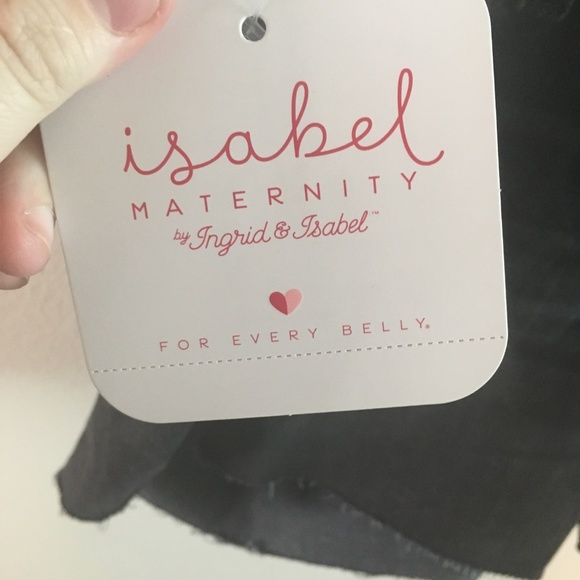 isabel
MATERNITY
by Ingrid & Isabel™
FOR EVERY BELLY®